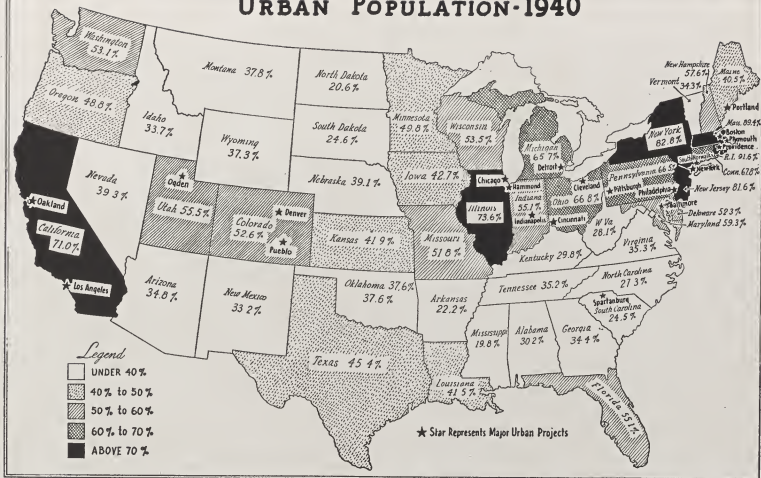 URBAN POPULATION-1940
Washington
53.1%
Oregon 48.8%
California
71.0%
Oakland
Los Angeles
Nevada
39.3%
Idaho
33.7%
Montana 37.8%
Wyoming
37.3%
Utah 55.5%
Ogden
Colorado
52.6%
Denver
Pueblo
Arizona
34.8%
New Mexico
33.2%
North Dakota
20.6%
South Dakota
24.6%
Nebraska 39.1%
Kansas 41.9%
Oklahoma 37.6%
37.6%
Texas 45.4%
Minnesota
49.8%
Iowa 42.7%
Missouri
51.8%
Arkansas
22.2%
Louisiana
41.5%
Wisconsin
53.5%
Illinois
73.6%
Chicago
Hammond
Michigan
65.7%
Detroit
Indiana
55.1%
Indianapolis
Ohio 66.8%
Cleveland
Cincinnati
Kentucky 29.8%
Tennessee 35.2%
Mississippi
19.8%
Alabama
30.2%
Georgia
34.4%
Florida 55.1%
Spartanburg
South Carolina
24.5%
North Carolina
27.3%
Virginia
35.3%
W Va
28.1%
Pennsylvania 66.5%
Pittsburgh
Philadelphia
New York
82.8%
New Hampshire
57.6%
Vermont
34.3%
Maine
40.5%
Portland
Mass. 89.4%
Boston
Plymouth
Providence
R.I. 91.6%
South Norwalk
New York
Conn. 67.8%
New Jersey 81.6%
Baltimore
Delaware 52.3%
Maryland 59.3%
Legend
UNDER 40%
40% to 50%
50% to 60%
60% to 70%
ABOVE 70%
★ Star Represents Major Urban Projects